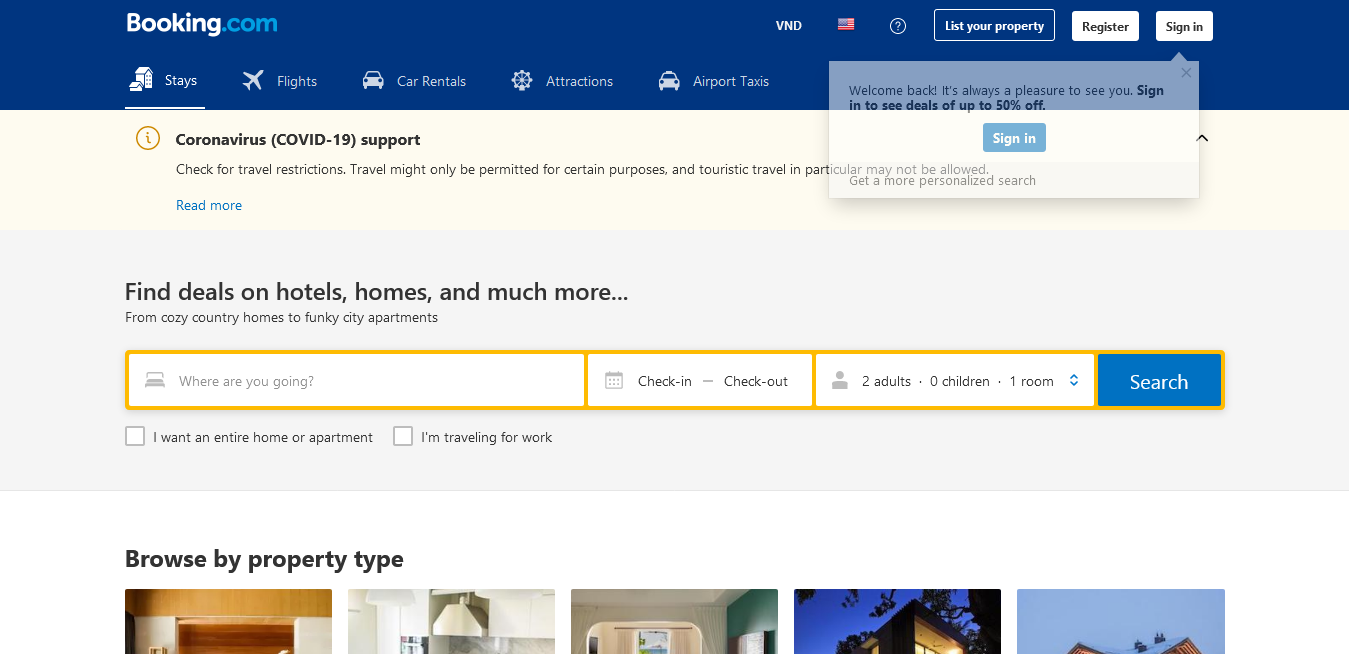 Booking.com
VND
List your property
Register
Sign in
Stays
Flights
Car Rentals
Attractions
Airport Taxis
Welcome back! It's always a pleasure to see you. Sign
in to see deals of up to 50% off.
Sign in
Get a more personalized search
Coronavirus (COVID-19) support
Check for travel restrictions. Travel might only be permitted for certain purposes, and touristic travel in particular may not be allowed.
Read more
Find deals on hotels, homes, and much more...
From cozy country homes to funky city apartments
Where are you going?
Check-in — Check-out
2 adults · 0 children · 1 room
Search
I want an entire home or apartment
I'm traveling for work
Browse by property type